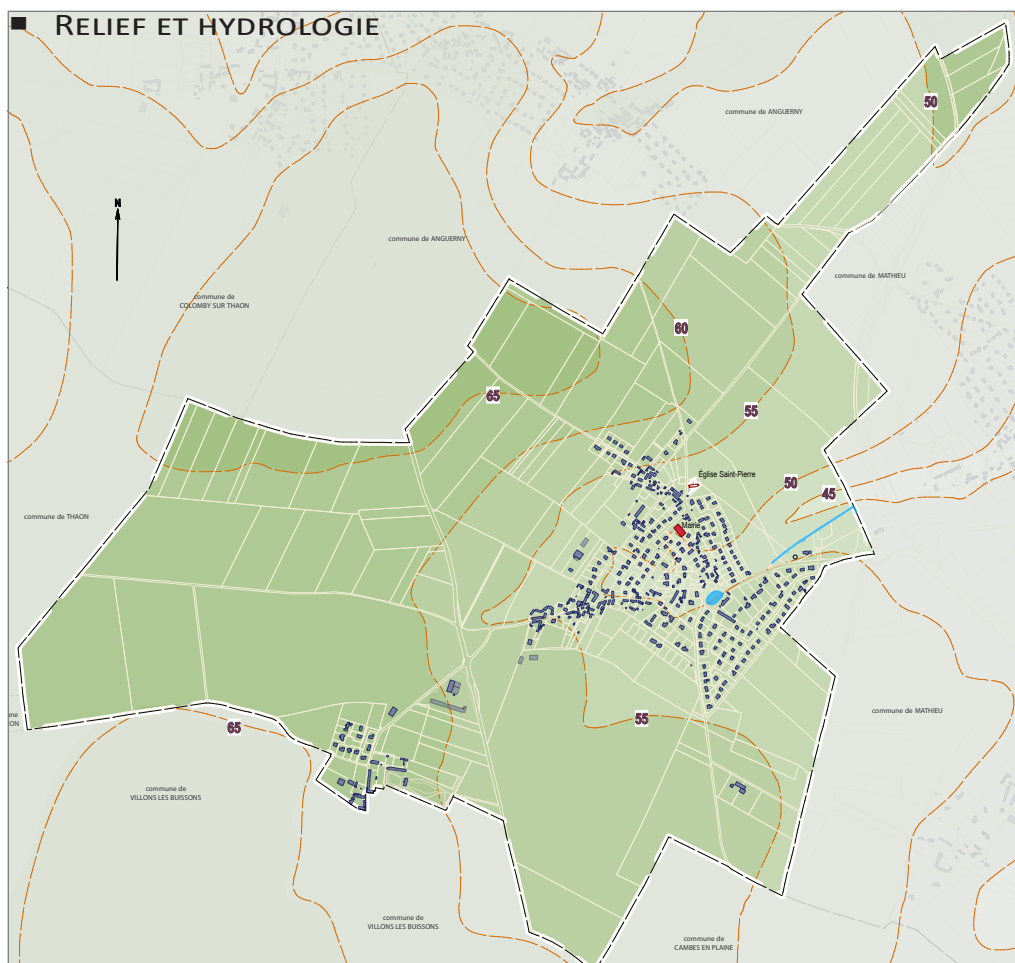 RELIEF ET HYDROLOGIE
50
commune de ANGUERNY
N
commune de ANGUERNY
commune de MATHIEU
commune de
COLOMBY SUR THAON
60
65
55
Église Saint-Pierre
50
45
commune de THAON
Mairie
commune de MATHIEU
55
65
commune de
VILLONS LES BUISSONS
commune de
VILLONS LES BUISSONS
commune de
CAMBES EN PLAINE